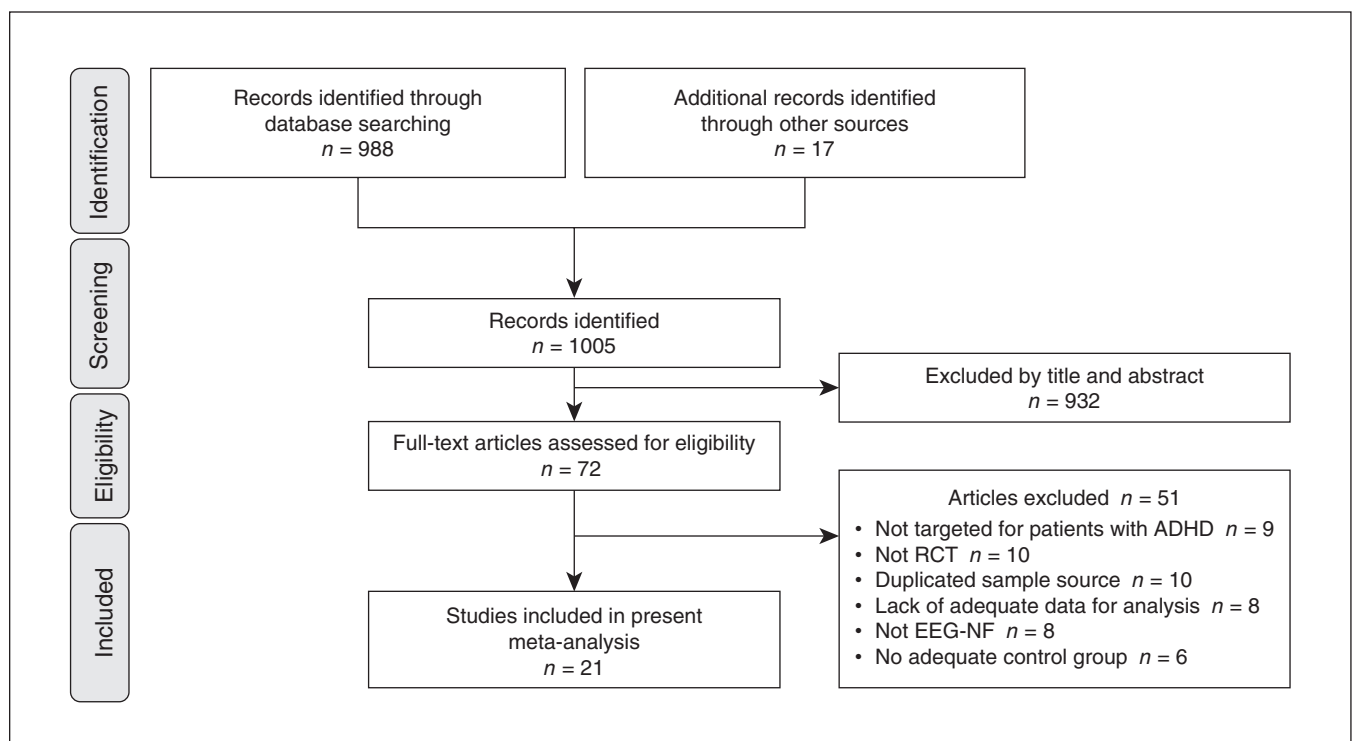 Identification
Records identified through
database searching
n = 988
Additional records identified
through other sources
n = 17
Screening
Records identified
n = 1005
Excluded by title and abstract
n = 932
Eligibility
Full-text articles assessed for eligibility
n = 72
Articles excluded n = 51
• Not targeted for patients with ADHD n = 9
• Not RCT n = 10
• Duplicated sample source n = 10
• Lack of adequate data for analysis n = 8
• Not EEG-NF n = 8
• No adequate control group n = 6
Included
Studies included in present
meta-analysis
n = 21